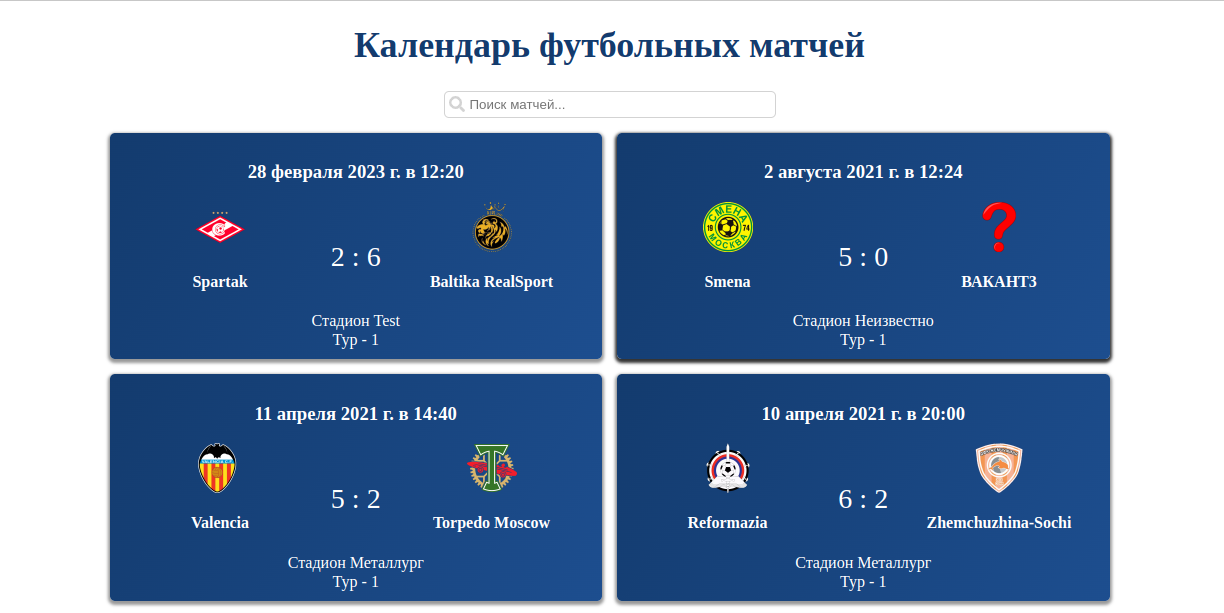 Календарь футбольных матчей
Поиск матчей...
28 февраля 2023 г. в 12:20
2 : 6
Spartak
Baltika RealSport
Стадион Test
Тур - 1
2 августа 2021 г. в 12:24
СМЕНА
19 74
МОСКВА
5 : 0
Smena
ВАКАНТ3
Стадион Неизвестно
Тур - 1
11 апреля 2021 г. в 14:40
5 : 2
Valencia
Torpedo Moscow
Стадион Металлург
Тур - 1
10 апреля 2021 г. в 20:00
6 : 2
Reformazia
Zhemchuzhina-Sochi
Стадион Металлург
Тур - 1